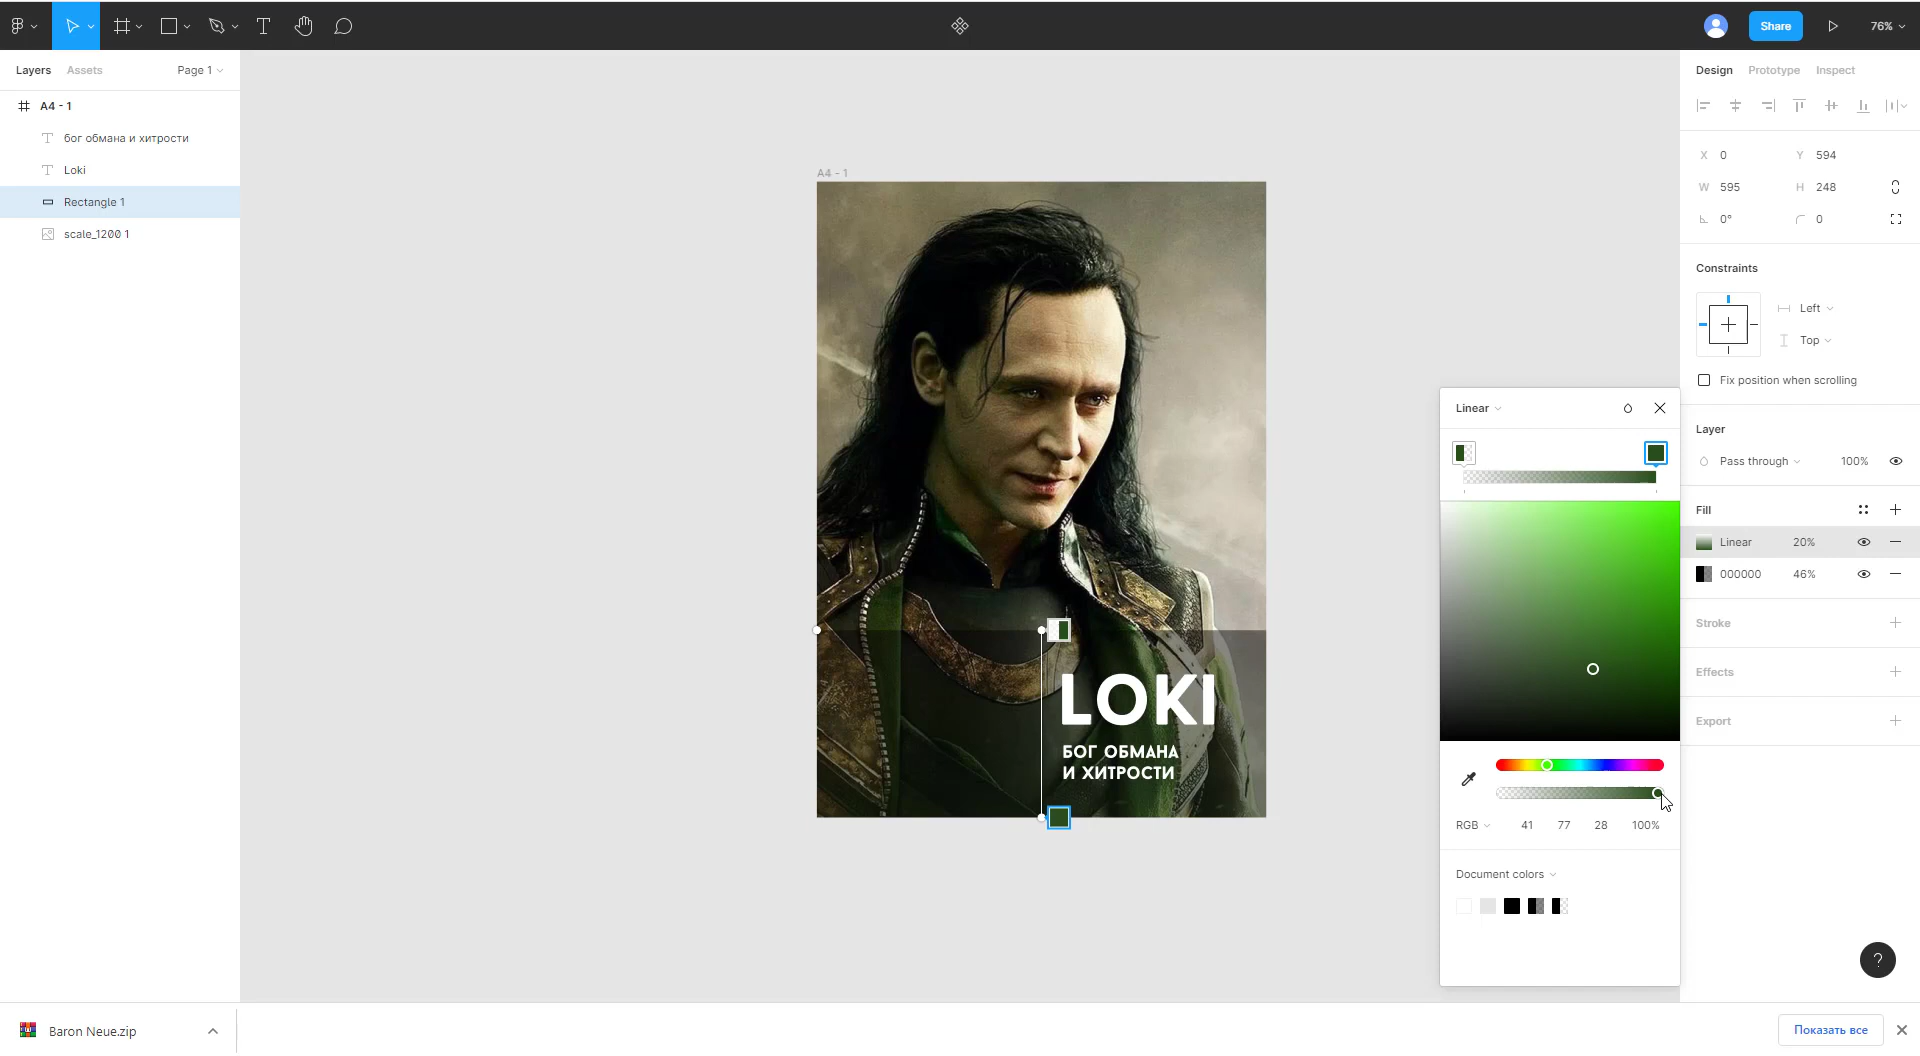 Share
76%
Layers
Assets
Page 1
Design
Prototype
Inspect
A4 - 1
бог обмана и хитрости
Loki
Rectangle 1
scale_1200 1
A4 - 1
LOKI
БОГ ОБМАНА
И ХИТРОСТИ
X 0
Y 594
W 595
H 248
0°
0
Constraints
Left
Top
Fix position when scrolling
Layer
Pass through
100%
Fill
Linear
20%
000000
46%
Stroke
Effects
Export
Linear
RGB
41
77
28
100%
Document colors
?
Baron Neue.zip
Показать все